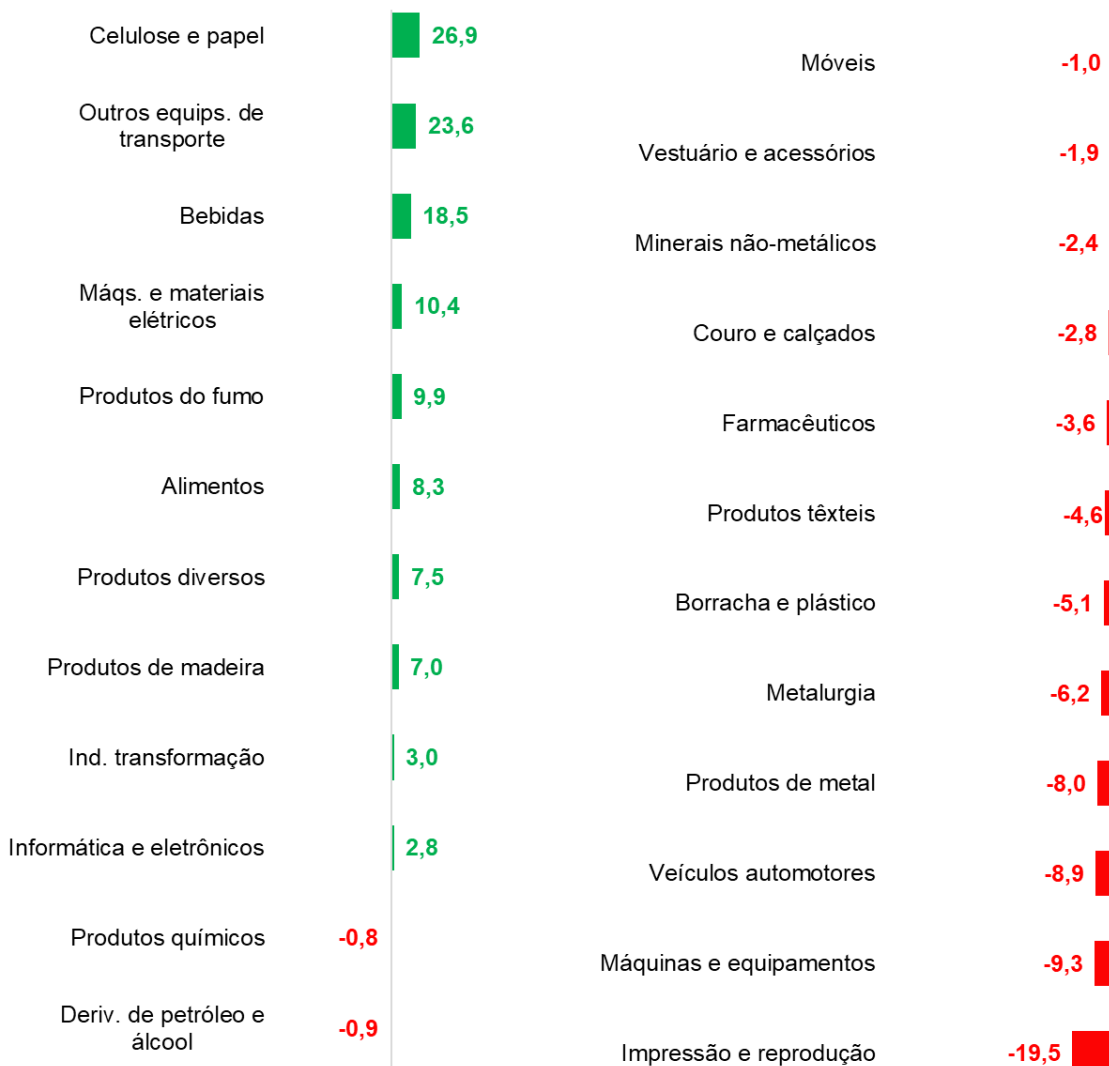 Celulose e papel 26,9
Outros equips. de
transporte 23,6
Bebidas 18,5
Máqs. e materiais
elétricos 10,4
Produtos do fumo 9,9
Alimentos 8,3
Produtos diversos 7,5
Produtos de madeira 7,0
Ind. transformação 3,0
Informática e eletrônicos 2,8
Produtos químicos -0,8
Deriv. de petróleo e
álcool -0,9
Móveis -1,0
Vestuário e acessórios -1,9
Minerais não-metálicos -2,4
Couro e calçados -2,8
Farmacêuticos -3,6
Produtos têxteis -4,6
Borracha e plástico -5,1
Metalurgia -6,2
Produtos de metal -8,0
Veículos automotores -8,9
Máquinas e equipamentos -9,3
Impressão e reprodução -19,5